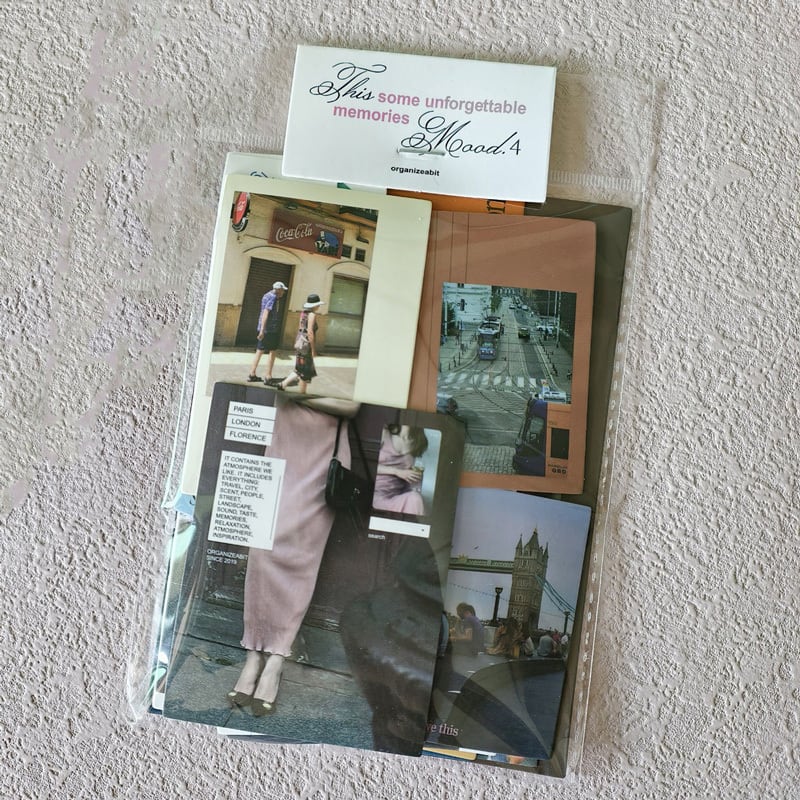 This some unforgettable
memories Mood.4
organizeabit
Coca-Cola
PARIS
LONDON
FLORENCE
IT CONTAINS THE
ATMOSPHERE WE
LIKE. IT INCLUDES
EVERYTHING:
TRAVEL, CITY,
SCENT, PEOPLE,
STREET,
LANDSCAPE,
SOUND, TASTE,
MEMORIES,
RELAXATION,
ATMOSPHERE,
INSPIRATION.
ORGANIZEABIT
SINCE 2019
search
this